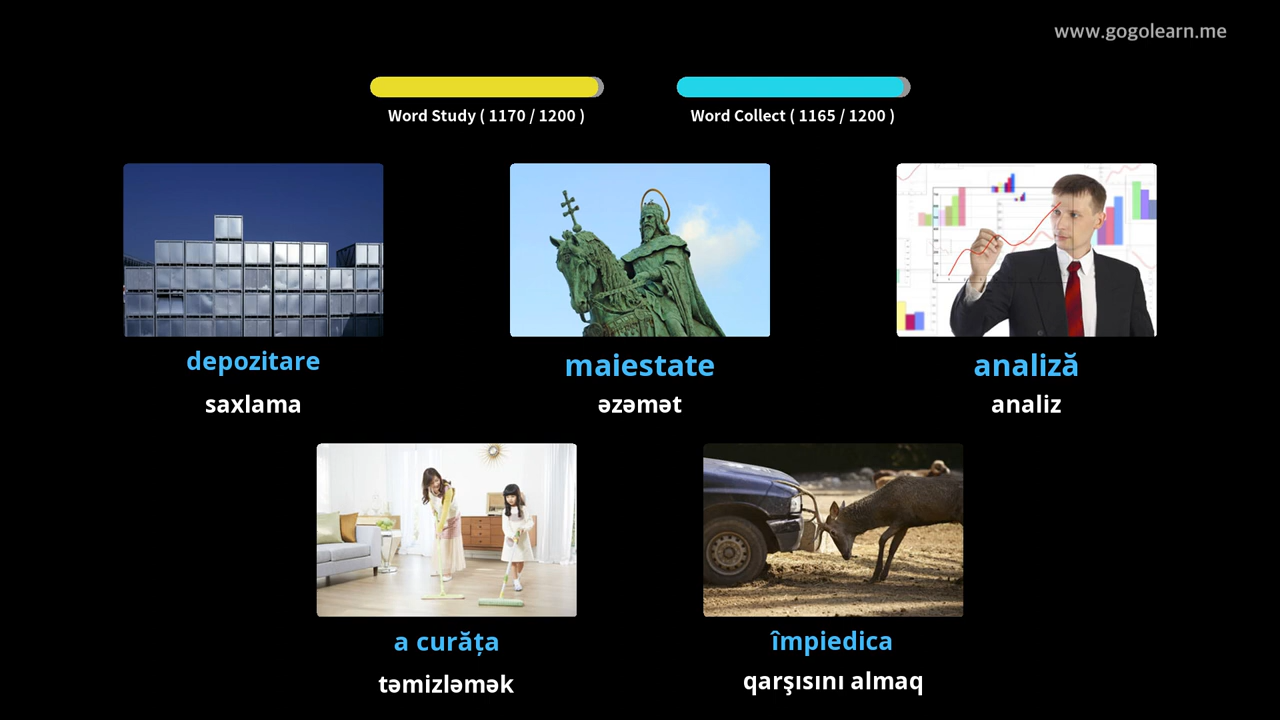 www.gogolearn.me
Word Study ( 1170 / 1200 )
Word Collect ( 1165 / 1200 )
depozitare
saxlama
maiestate
əzəmət
analiză
analiz
a curăța
təmizləmək
împiedica
qarşısını almaq